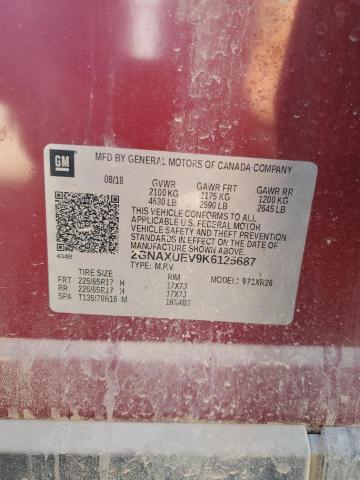 GM
MFD BY GENERAL MOTORS OF CANADA COMPANY
08/18 GVWR GAWR FRT GAWR RR
2100 KG 1175 KG 1200 KG
4630 LB 2590 LB 2645 LB
THIS VEHICLE CONFORMS TO ALL APPLICABLE
U.S. FEDERAL MOTOR
VEHICLE SAFETY, BUMPER, AND THEFT PREVENTION
STANDARDS IN EFFECT ON THE DATE OF
MANUFACTURE SHOWN ABOVE.
2GNAXUEV9K6125687
TYPE: M.P.V. MODEL: 971XR26
TIRE SIZE RIM
FRT 225/65R17 H 17X7J
RR 225/65R17 H 17X7J
SPA T135/70R16 M 16X4BT